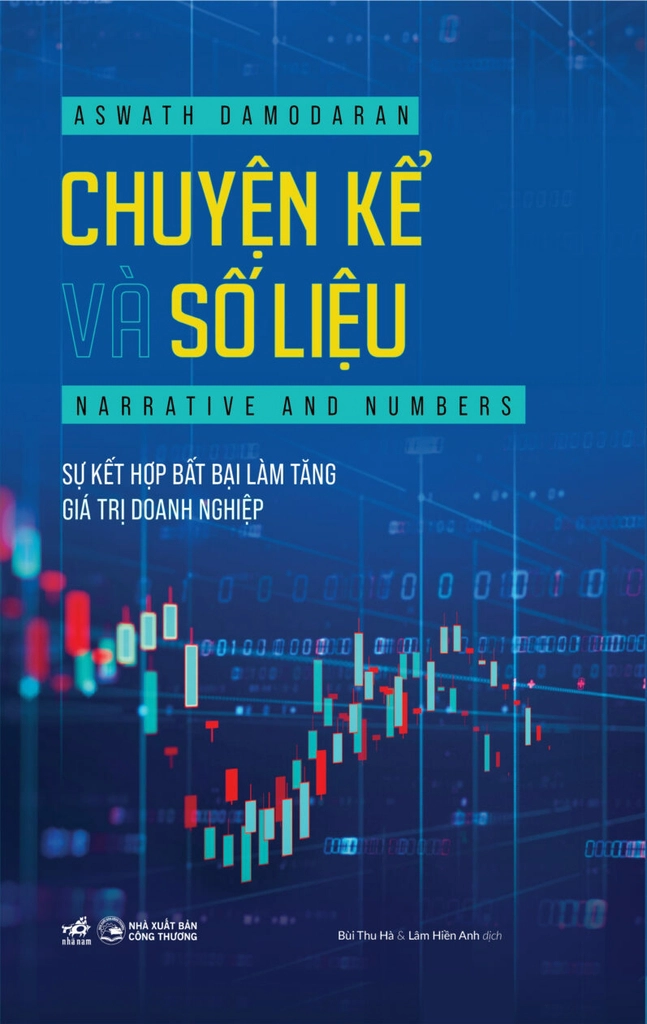 ASWATH DAMODARAN
CHUYỆN KỂ
VÀ SỐ LIỆU
NARRATIVE AND NUMBERS
SỰ KẾT HỢP BẤT BẠI LÀM TĂNG
GIÁ TRỊ DOANH NGHIỆP
nhã nam
NHÀ XUẤT BẢN
CÔNG THƯƠNG
Bùi Thu Hà & Lâm Hiền Anh dịch